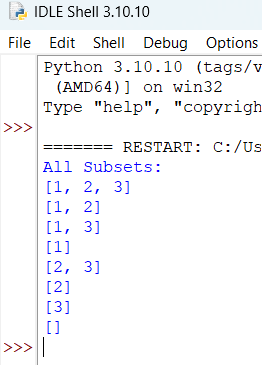 IDLE Shell 3.10.10
File Edit Shell Debug Options
Python 3.10.10 (tags/v
(AMD64)] on win32
Type "help", "copyrigh
>>>
======= RESTART: C:/Us
All Subsets:
[1, 2, 3]
[1, 2]
[1, 3]
[1]
[2, 3]
[2]
[3]
[]
>>>